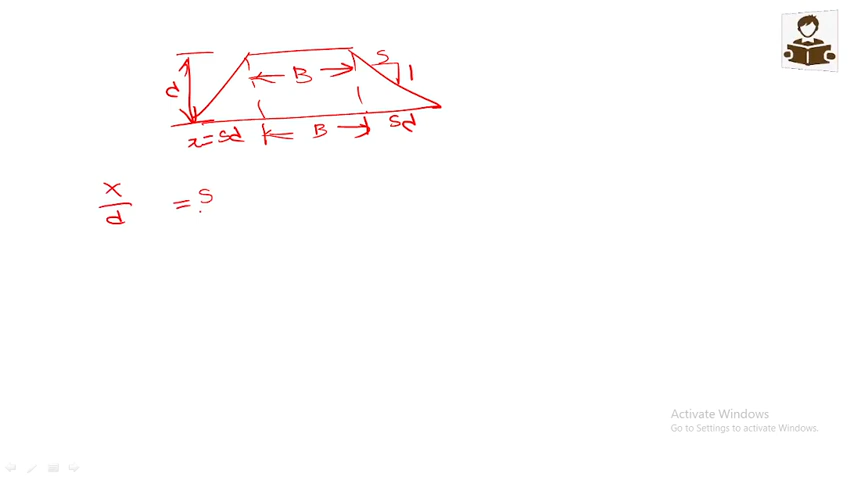 S
1
B
d
x = Sd
B
Sd
x
d
= S
Activate Windows
Go to Settings to activate Windows.